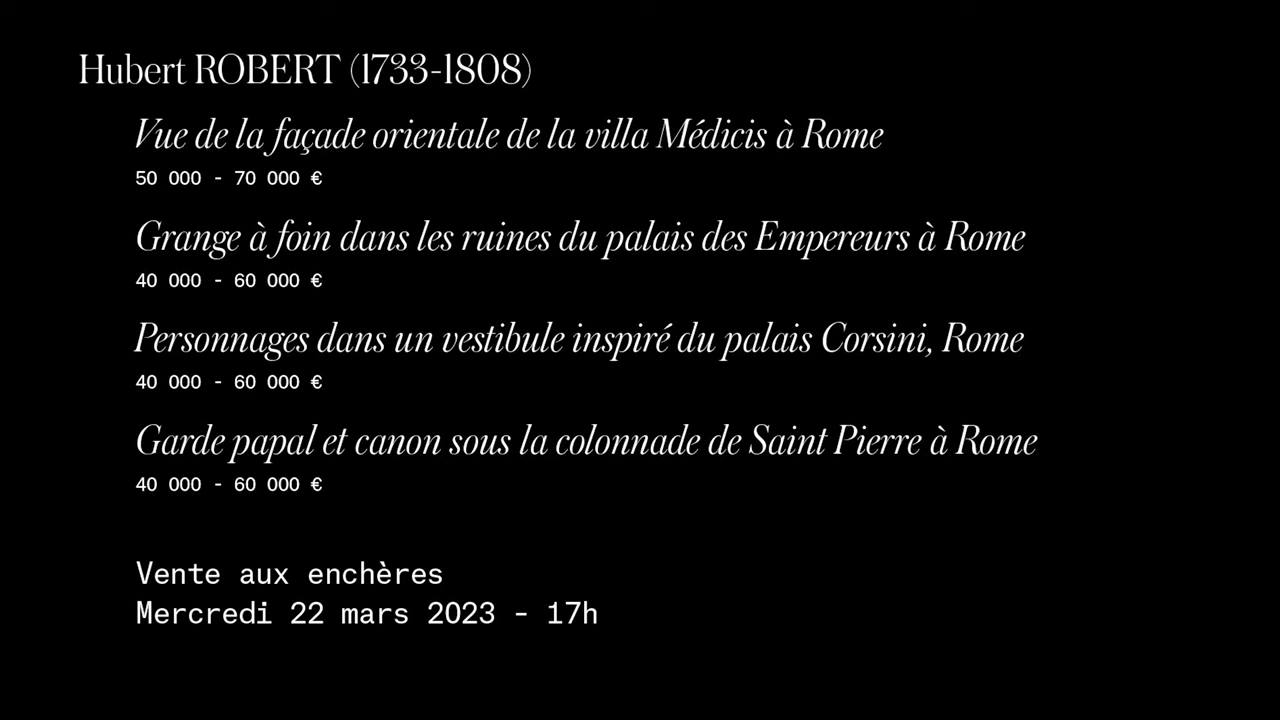 Hubert ROBERT (1733-1808)
Vue de la façade orientale de la villa Médicis à Rome
50 000 - 70 000 €
Grange à foin dans les ruines du palais des Empereurs à Rome
40 000 - 60 000 €
Personnages dans un vestibule inspiré du palais Corsini, Rome
40 000 - 60 000 €
Garde papal et canon sous la colonnade de Saint Pierre à Rome
40 000 - 60 000 €
Vente aux enchères
Mercredi 22 mars 2023 - 17h